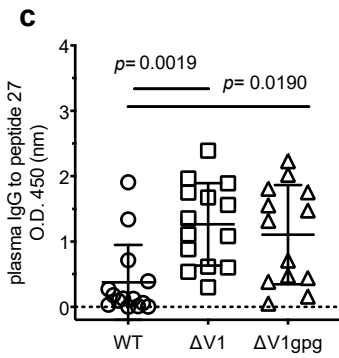 c
p= 0.0019
p= 0.0190
plasma IgG to peptide 27
O.D. 450 (nm)
4
3
2
1
0
WT
ΔV1
ΔV1gpg